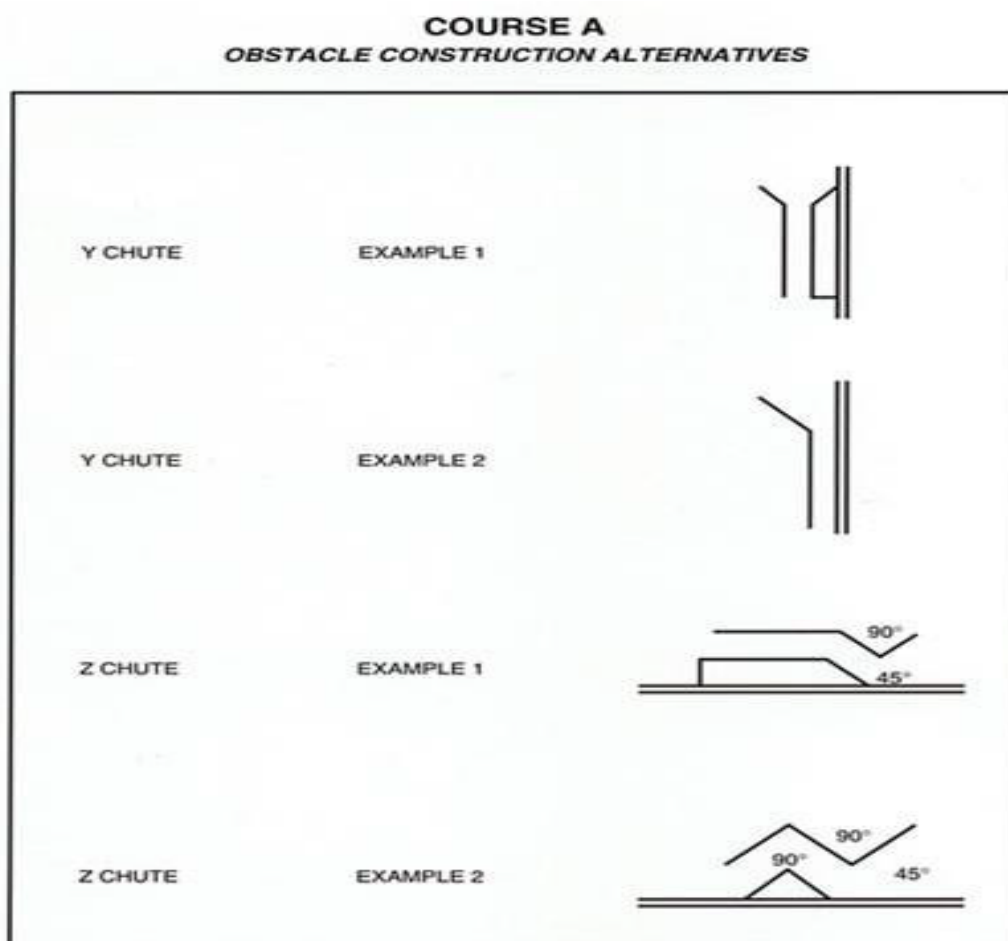 COURSE A
OBSTACLE CONSTRUCTION ALTERNATIVES
Y CHUTE EXAMPLE 1
Y CHUTE EXAMPLE 2
Z CHUTE EXAMPLE 1
90°
45°
Z CHUTE EXAMPLE 2
90°
90°
45°